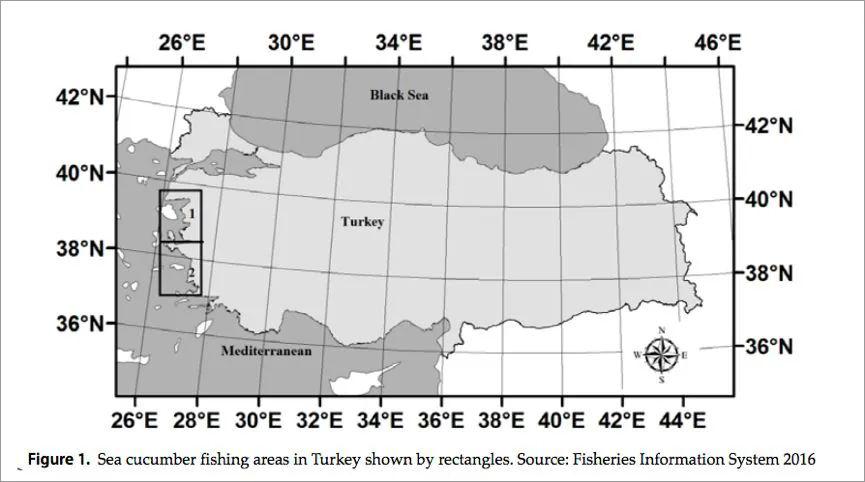 26°E 30°E 34°E 38°E 42°E 46°E
42°N
Black Sea
42°N
40°N
40°N
1
Turkey
38°N
2
38°N
36°N
Mediterranean
N
W E
S
36°N
26°E 28°E 30°E 32°E 34°E 36°E 38°E 40°E 42°E 44°E
Figure 1. Sea cucumber fishing areas in Turkey shown by rectangles. Source: Fisheries Information System 2016